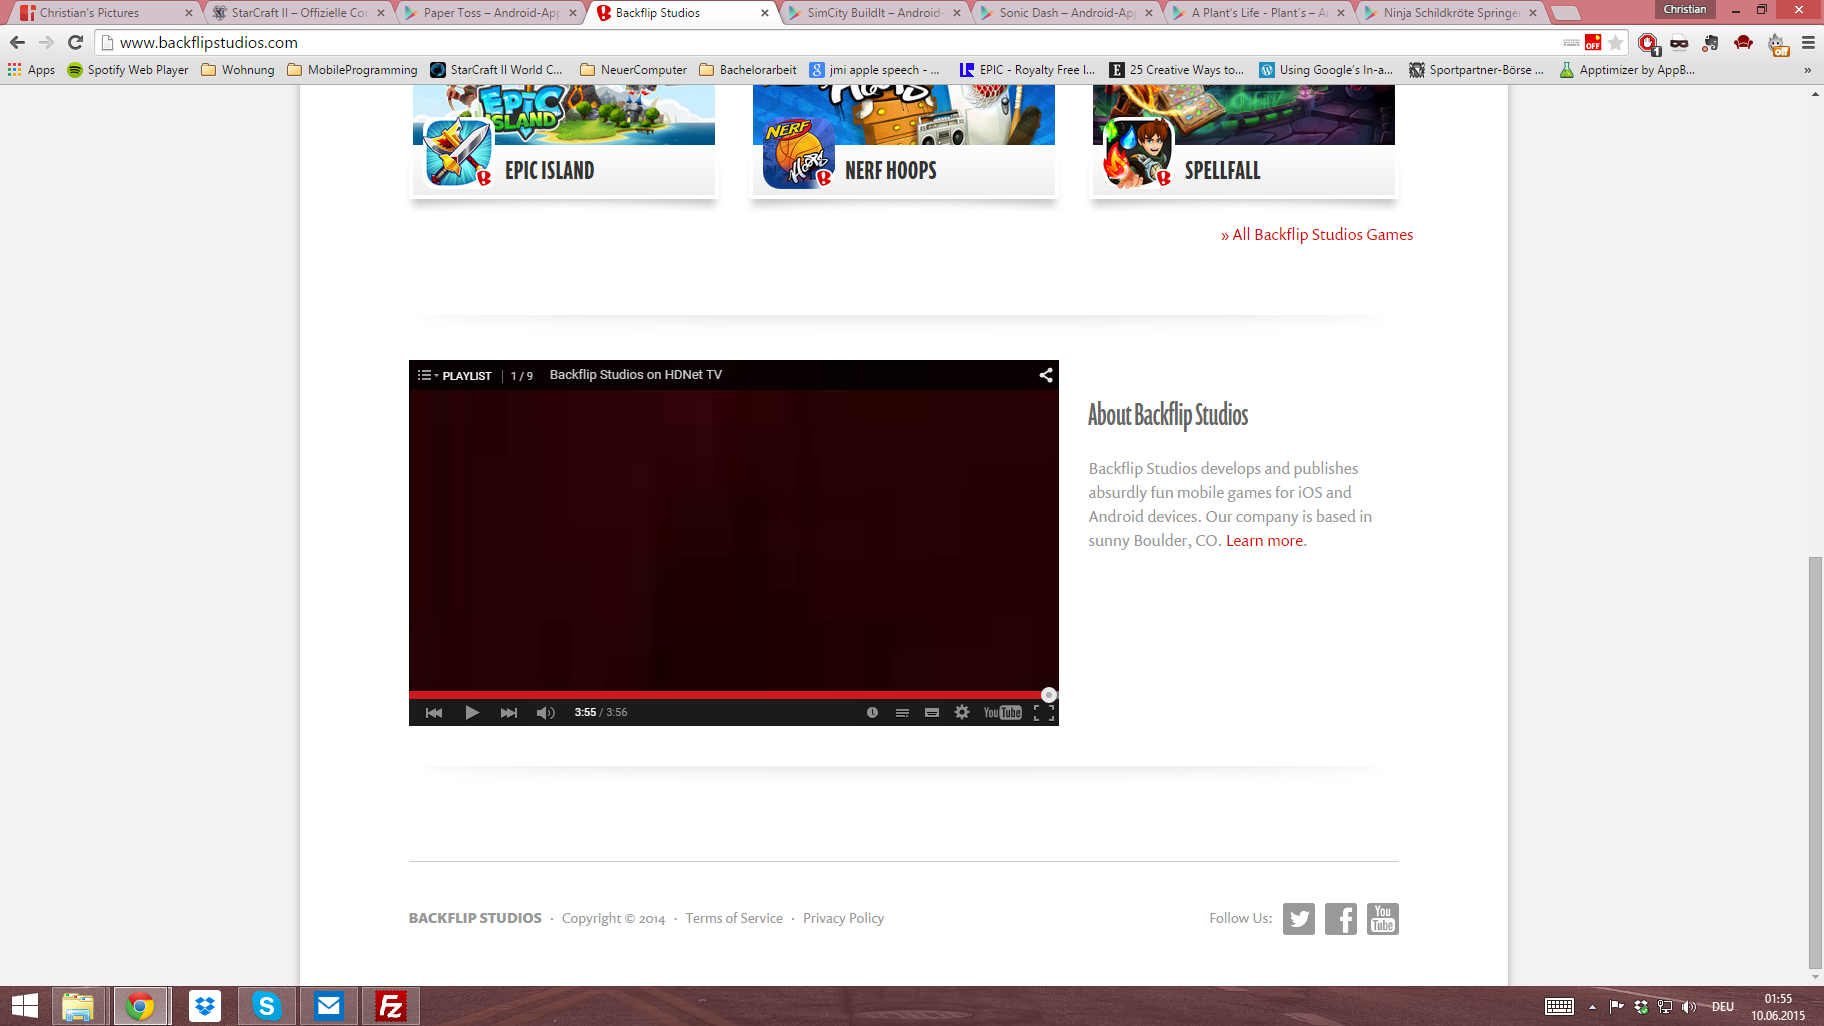 Christian's Pictures
StarCraft II – Offizielle Cor
Paper Toss – Android-App
Backflip Studios
SimCity BuildIt – Android-
Sonic Dash – Android-App
A Plant's Life - Plant´s – A
Ninja Schildkröte Springer
Christian
www.backflipstudios.com
OFF
1
off
Apps
Spotify Web Player
Wohnung
MobileProgramming
StarCraft II World C...
NeuerComputer
Bachelorarbeit
jmi apple speech - ...
EPIC - Royalty Free I...
25 Creative Ways to...
Using Google's In-a...
Sportpartner-Börse ...
Apptimizer by AppB...
»
EPIC ISLAND
NERF HOOPS
EPIC ISLAND
NERF HOOPS
SPELLFALL
» All Backflip Studios Games
PLAYLIST | 1 / 9 Backflip Studios on HDNet TV
About Backflip Studios
Backflip Studios develops and publishes
absurdly fun mobile games for iOS and
Android devices. Our company is based in
sunny Boulder, CO. Learn more.
3:55 / 3:56
YouTube
BACKFLIP STUDIOS · Copyright © 2014 · Terms of Service · Privacy Policy
Follow Us:
You
Tube
DEU
01:55
10.06.2015